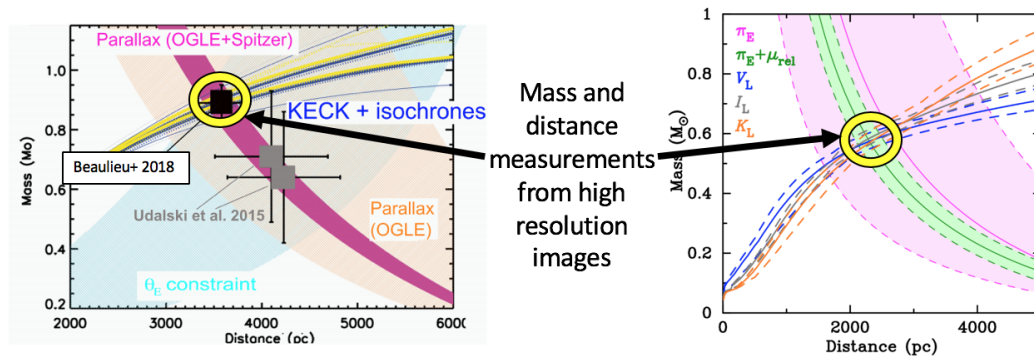 Parallax (OGLE+Spitzer)
KECK + isochrones
Beaulieu+ 2018
Udalski et al. 2015
Parallax
(OGLE)
θE constraint
Mass (Mo)
1.0
0.8
0.6
0.4
0.2
2000 3000 4000 5000 6000
Distance (pc)
Mass and
distance
measurements
from high
resolution
images
πE
πE+μrel
VL
IL
KL
Mass (M⊙)
1
0.8
0.6
0.4
0.2
0
0 2000 4000
Distance (pc)